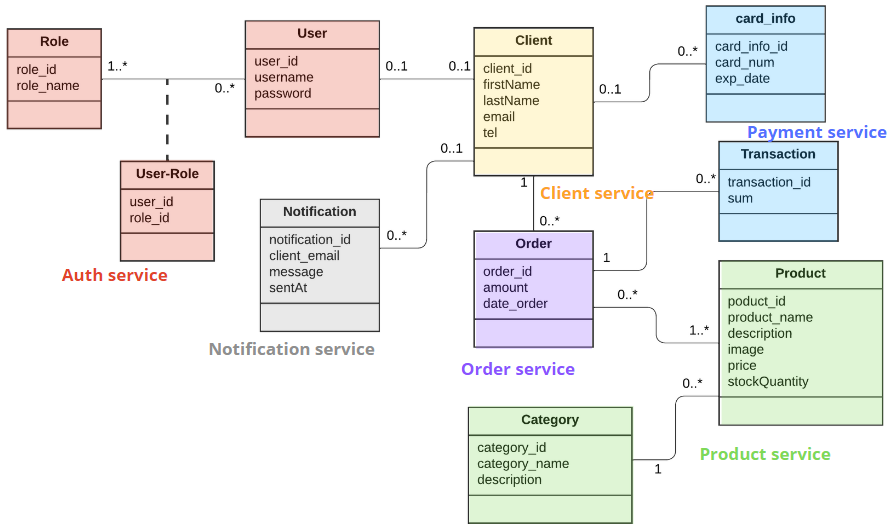 Role
role_id
role_name
1..*
0..*
User
user_id
username
password
0..1
0..1
Client
client_id
firstName
lastName
email
tel
0..1
0..*
card_info
card_info_id
card_num
exp_date
Payment service
User-Role
user_id
role_id
Auth service
Notification
notification_id
client_email
message
sentAt
0..*
0..1
Notification service
1
Client service
0..*
Order
order_id
amount
date_order
1
0..*
Order service
0..*
Transaction
transaction_id
sum
1..*
Product
poduct_id
product_name
description
image
price
stockQuantity
0..*
Product service
Category
category_id
category_name
description
1